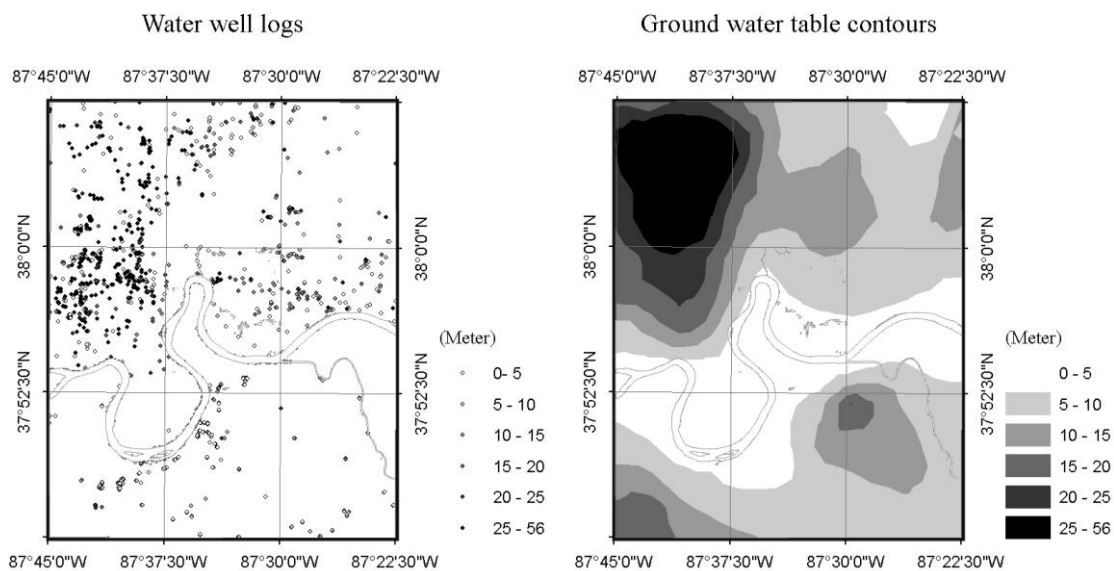 Water well logs
Ground water table contours
87°45'0"W 87°37'30"W 87°30'0"W 87°22'30"W
87°45'0"W 87°37'30"W 87°30'0"W 87°22'30"W
38°0'0"N
38°0'0"N
38°0'0"N
38°0'0"N
37°52'30"N
37°52'30"N
37°52'30"N
37°52'30"N
(Meter)
0- 5
5 - 10
10 - 15
15 - 20
20 - 25
25 - 56
(Meter)
0- 5
5 - 10
10 - 15
15 - 20
20 - 25
25 - 56
87°45'0"W 87°37'30"W 87°30'0"W 87°22'30"W
87°45'0"W 87°37'30"W 87°30'0"W 87°22'30"W